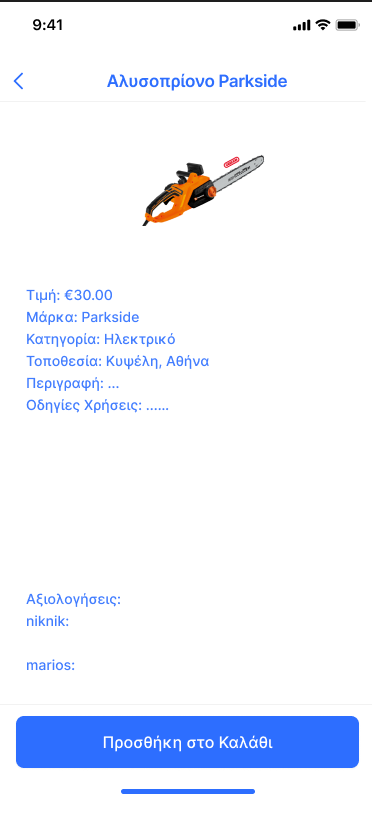 9:41
Αλυσοπρίονο Parkside
Τιμή: €30.00
Μάρκα: Parkside
Κατηγορία: Ηλεκτρικό
Τοποθεσία: Κυψέλη, Αθήνα
Περιγραφή: ...
Οδηγίες Χρήσεις: ......
Αξιολογήσεις:
niknik:
marios:
Προσθήκη στο Καλάθι